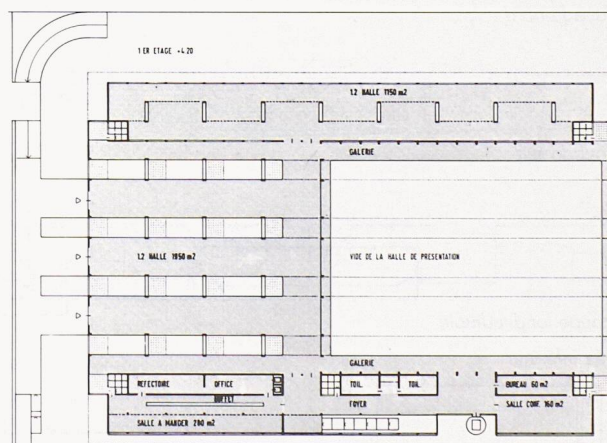 1 ER ETAGE +4.20
1.2 HALLE 1150 m2
GALERIE
1.2 HALLE 1950 m2
VIDE DE LA HALLE DE PRESENTATION
GALERIE
REFECTOIRE
OFFICE
TOIL.
TOIL.
BUREAU 60 m2
BUFFET
FOYER
SALLE CONF. 160 m2
SALLE A MANGER 280 m2